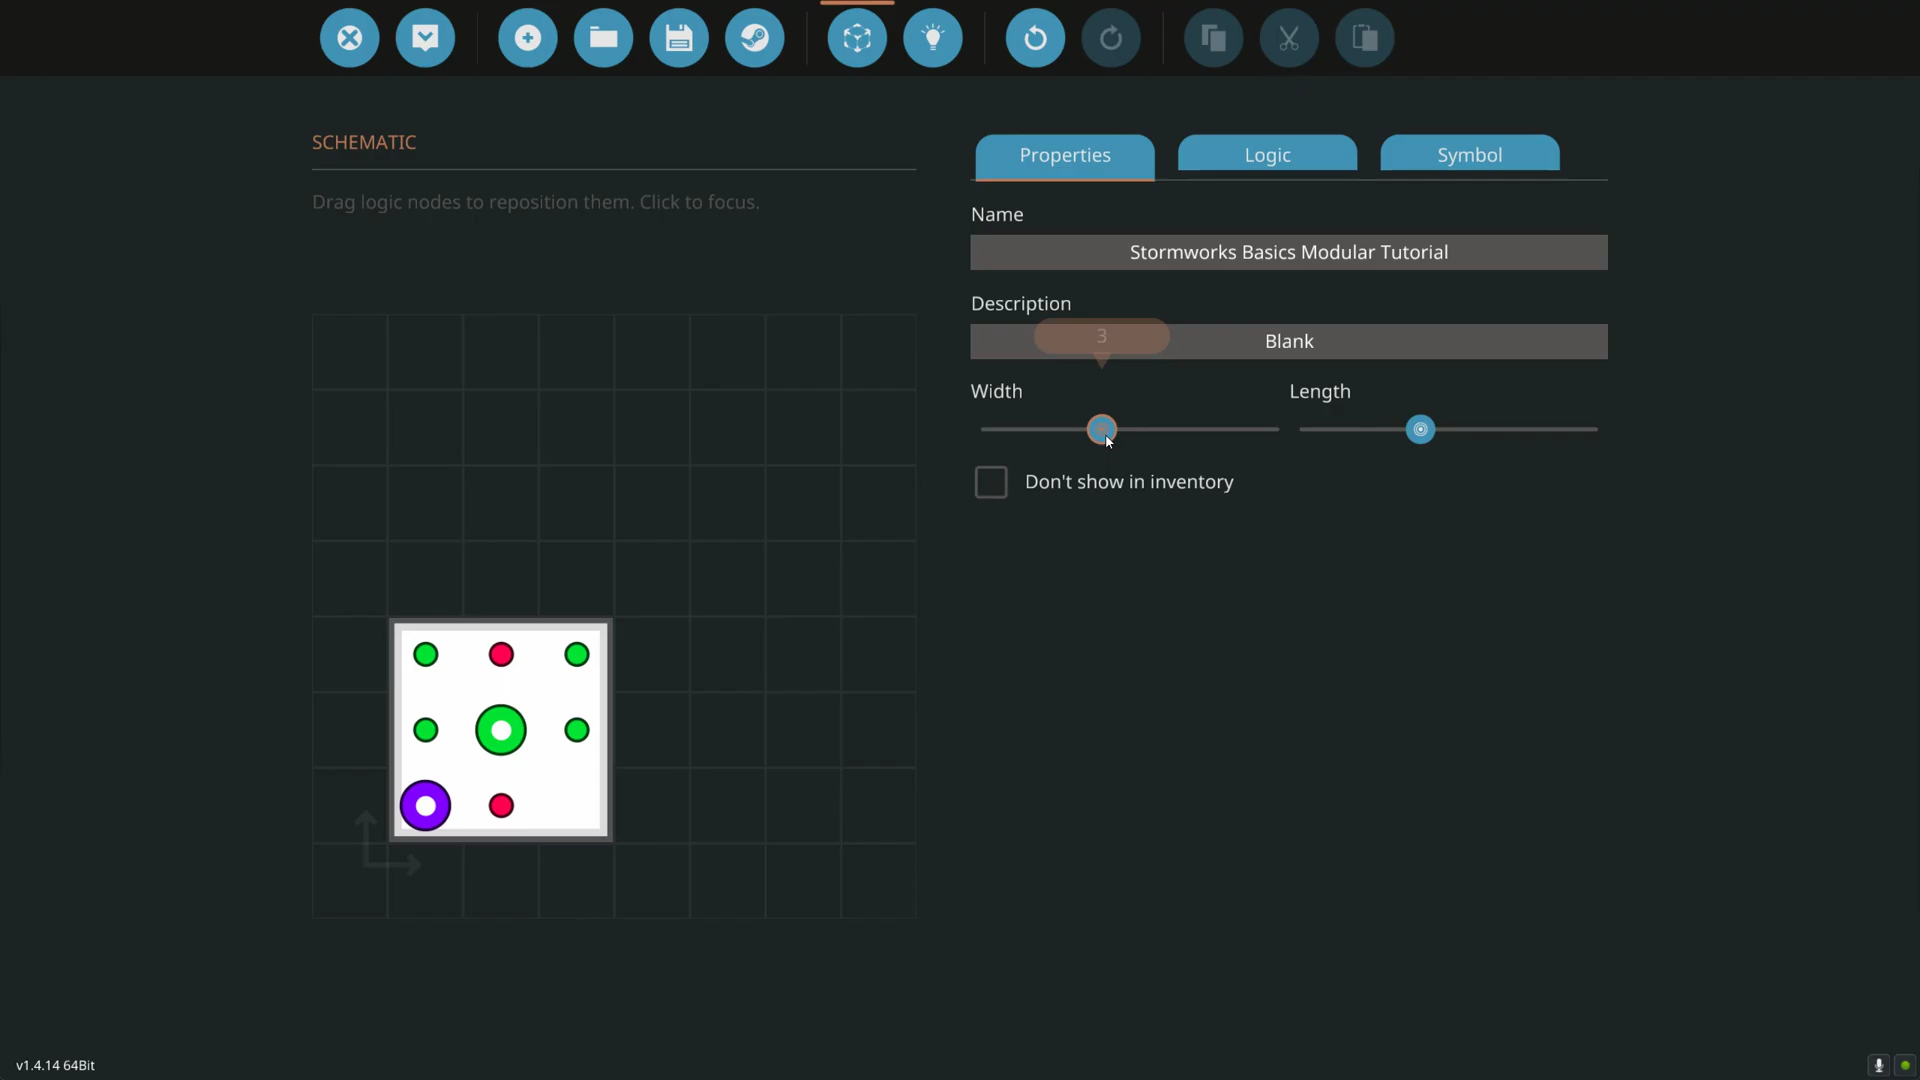 SCHEMATIC
Drag logic nodes to reposition them. Click to focus.
Properties
Logic
Symbol
Name
Stormworks Basics Modular Tutorial
Description
3
Blank
Width
Length
Don't show in inventory
v1.4.14 64Bit